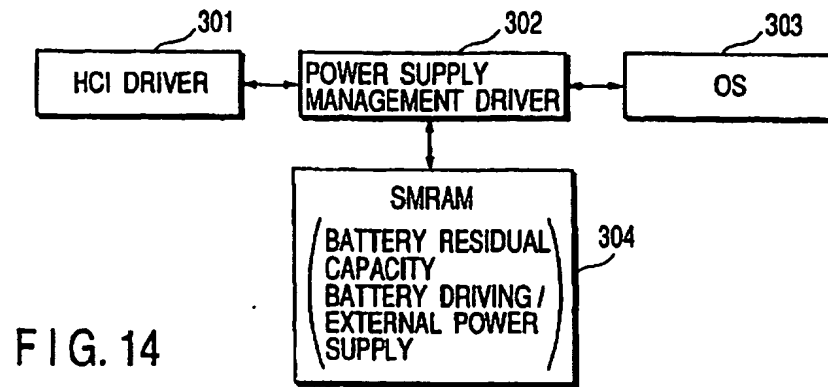 301
302
303
HCI DRIVER
POWER SUPPLY
MANAGEMENT DRIVER
OS
SMRAM
304
BATTERY RESIDUAL
CAPACITY
BATTERY DRIVING /
EXTERNAL POWER
SUPPLY
FIG. 14